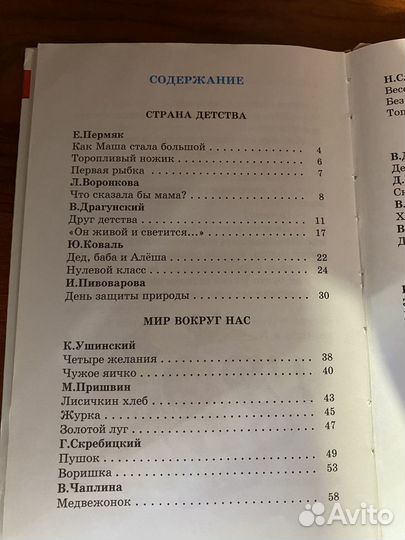 СОДЕРЖАНИЕ
СТРАНА ДЕТСТВА
Е.Пермяк
Как Маша стала большой . . . . . . . . . . . . . . 4
Торопливый ножик . . . . . . . . . . . . . . . . . . 6
Первая рыбка . . . . . . . . . . . . . . . . . . . . . . 7
Л.Воронкова
Что сказала бы мама? . . . . . . . . . . . . . . . . 8
В.Драгунский
Друг детства . . . . . . . . . . . . . . . . . . . . . . 11
«Он живой и светится...» . . . . . . . . . . . . . 17
Ю.Коваль
Дед, баба и Алёша . . . . . . . . . . . . . . . . . . 22
Нулевой класс . . . . . . . . . . . . . . . . . . . . . 24
И.Пивоварова
День защиты природы . . . . . . . . . . . . . . . 30
МИР ВОКРУГ НАС
К.Ушинский
Четыре желания . . . . . . . . . . . . . . . . . . . . 38
Чужое яичко . . . . . . . . . . . . . . . . . . . . . . . 40
М.Пришвин
Лисичкин хлеб . . . . . . . . . . . . . . . . . . . . . 43
Журка . . . . . . . . . . . . . . . . . . . . . . . . . . . . 45
Золотой луг . . . . . . . . . . . . . . . . . . . . . . . . 47
Г.Скребицкий
Пушок . . . . . . . . . . . . . . . . . . . . . . . . . . . . 49
Воришка . . . . . . . . . . . . . . . . . . . . . . . . . . 53
В.Чаплина
Медвежонок . . . . . . . . . . . . . . . . . . . . . . . 58
Н.С
Вес
Без
Топ
Avito